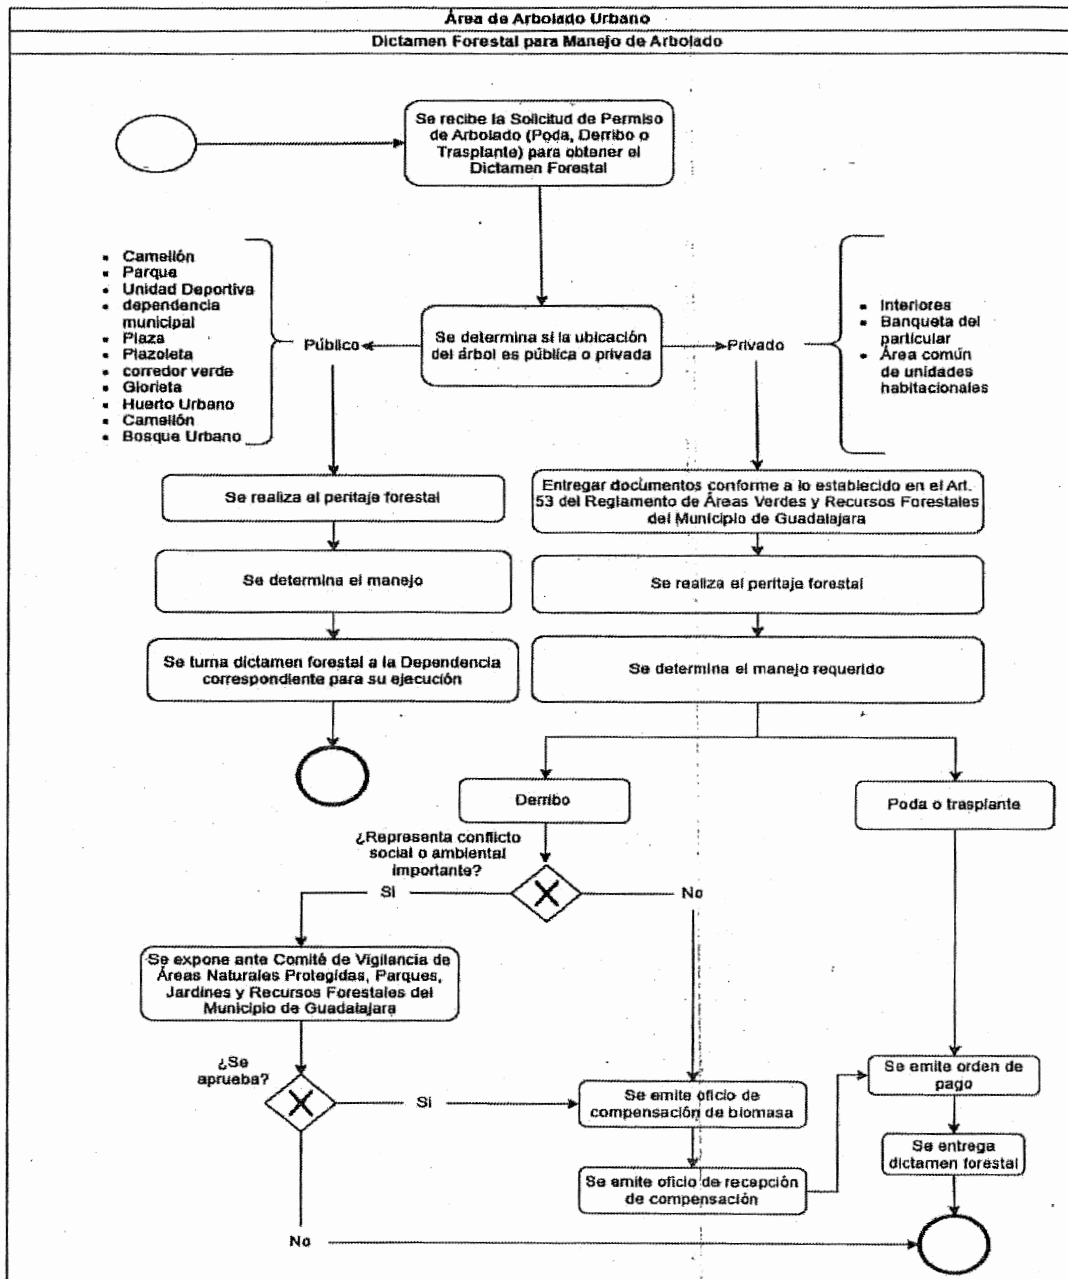 Área de Arbolado Urbano
Dictamen Forestal para Manejo de Arbolado
Se recibe la Solicitud de Permiso
de Arbolado (Poda, Derribo o
Trasplante) para obtener el
Dictamen Forestal
• Camellón
• Parque
• Unidad Deportiva
• dependencia
municipal
• Plaza
• Plazoleta
• corredor verde
• Glorieta
• Huerto Urbano
• Camellón
• Bosque Urbano
Público
Se determina si la ubicación
del árbol es pública o privada
Privado
• Interiores
• Banqueta del
particular
• Área común
de unidades
habitacionales
Se realiza el peritaje forestal
Se determina el manejo
Se turna dictamen forestal a la Dependencia
correspondiente para su ejecución
Entregar documentos conforme a lo establecido en el Art.
53 del Reglamento de Áreas Verdes y Recursos Forestales
del Municipio de Guadalajara
Se realiza el peritaje forestal
Se determina el manejo requerido
Derribo
Poda o trasplante
¿Representa conflicto
social o ambiental
importante?
Si
No
Se expone ante Comité de Vigilancia de
Áreas Naturales Protegidas, Parques,
Jardines y Recursos Forestales del
Municipio de Guadalajara
¿Se
aprueba?
Si
Se emite oficio de
compensación de biomasa
Se emite oficio de recepción
de compensación
Se emite orden de
pago
Se entrega
dictamen forestal
No